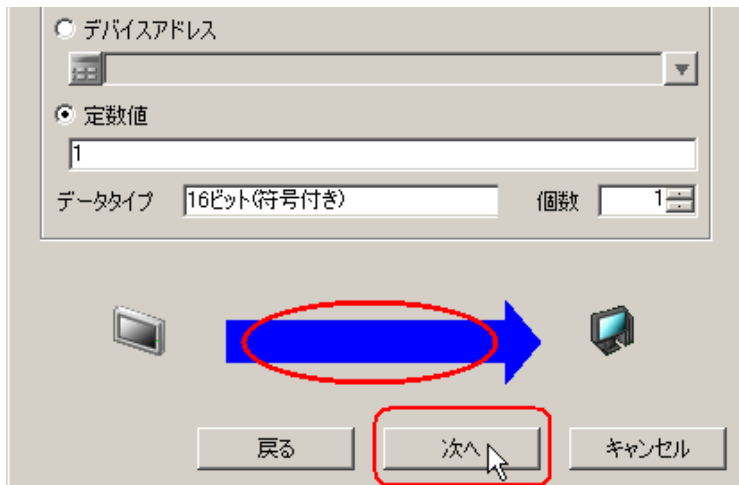 デバイスアドレス
定数値
1
データタイプ 16ビット(符号付き) 個数 1
戻る 次へ キャンセル